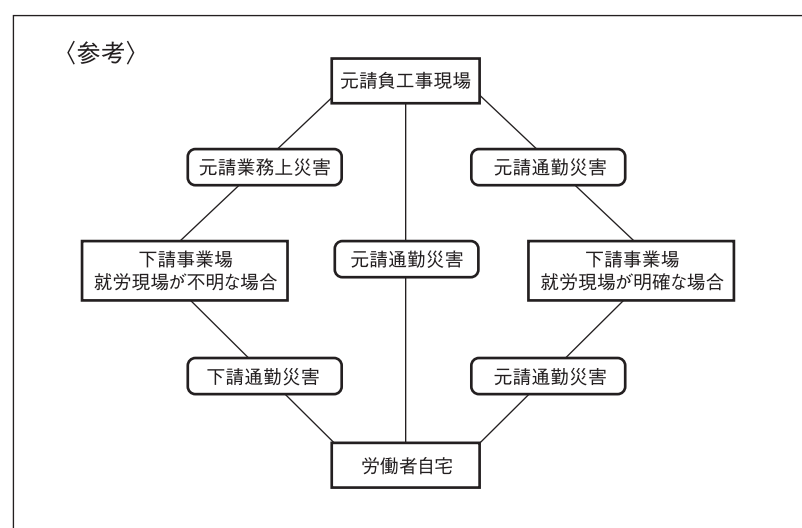 〈参考〉
元請負工事現場
元請業務上災害
元請通勤災害
下請事業場
就労現場が不明な場合
元請通勤災害
下請事業場
就労現場が明確な場合
下請通勤災害
元請通勤災害
労働者自宅